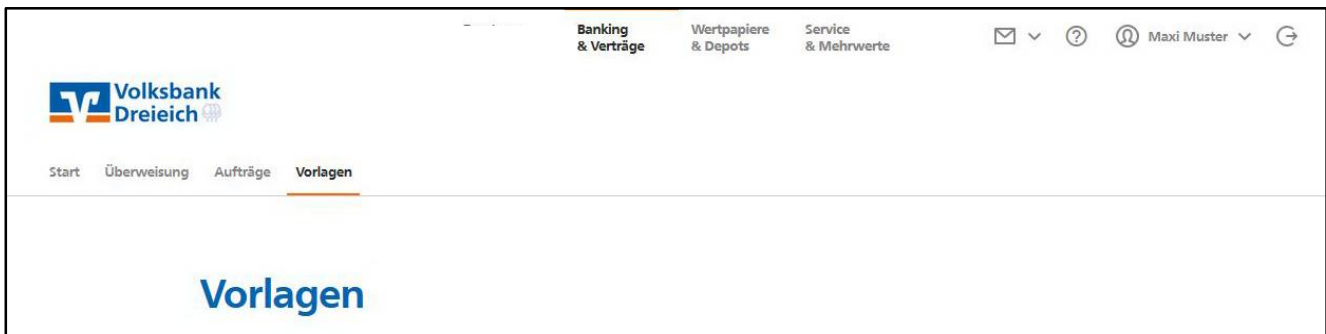 Banking Wertpapiere Service
& Verträge & Depots & Mehrwerte
Maxi Muster
Volksbank
Dreieich
Start Überweisung Aufträge Vorlagen
Vorlagen